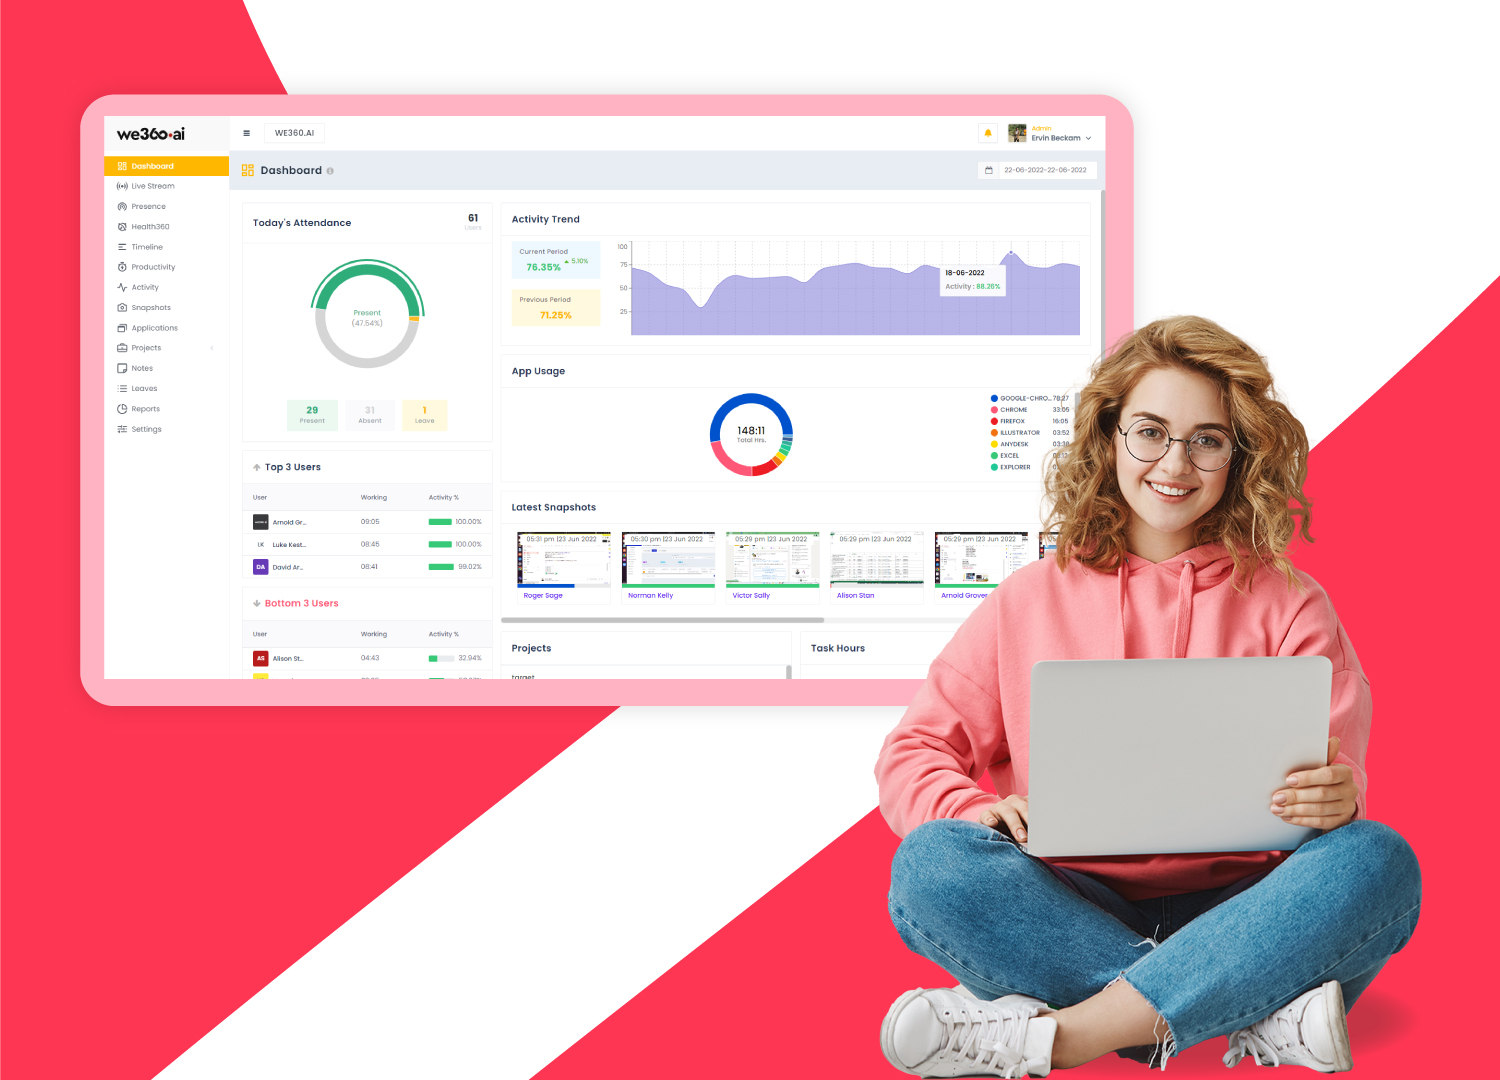 we360.ai
WE360.AI
Admin
Ervin Beckam
Dashboard
Live Stream
Presence
Health360
Timeline
Productivity
Activity
Snapshots
Applications
Projects
Notes
Leaves
Reports
Settings
Dashboard
22-06-2022-22-06-2022
Today's Attendance
61
Users
Present
(47.54%)
29
Present
31
Absent
1
Leave
Activity Trend
Current Period
76.35%
5.10%
Previous Period
71.25%
100
75
50
25
18-06-2022
Activity : 88.26%
App Usage
148:11
Total Hrs.
GOOGLE-CHRO... 78:27
CHROME 33:05
FIREFOX 16:05
ILLUSTRATOR 03:52
ANYDESK
EXCEL
EXPLORER
Top 3 Users
User Working Activity %
Arnold Gr... 09:05 100.00%
LK Luke Kest... 08:45 100.00%
DA David Ar... 08:41 99.02%
Bottom 3 Users
User Working Activity %
AS Alison St... 04:43 32.94%
Latest Snapshots
05:31 pm |23 Jun 2022
Roger Sage
05:30 pm |23 Jun 2022
Norman Kelly
05:29 pm |23 Jun 2022
Victor Sally
05:29 pm |23 Jun 2022
Alison Stan
05:29 pm |23 Jun 2022
Arnold Grover
Projects
target
Task Hours